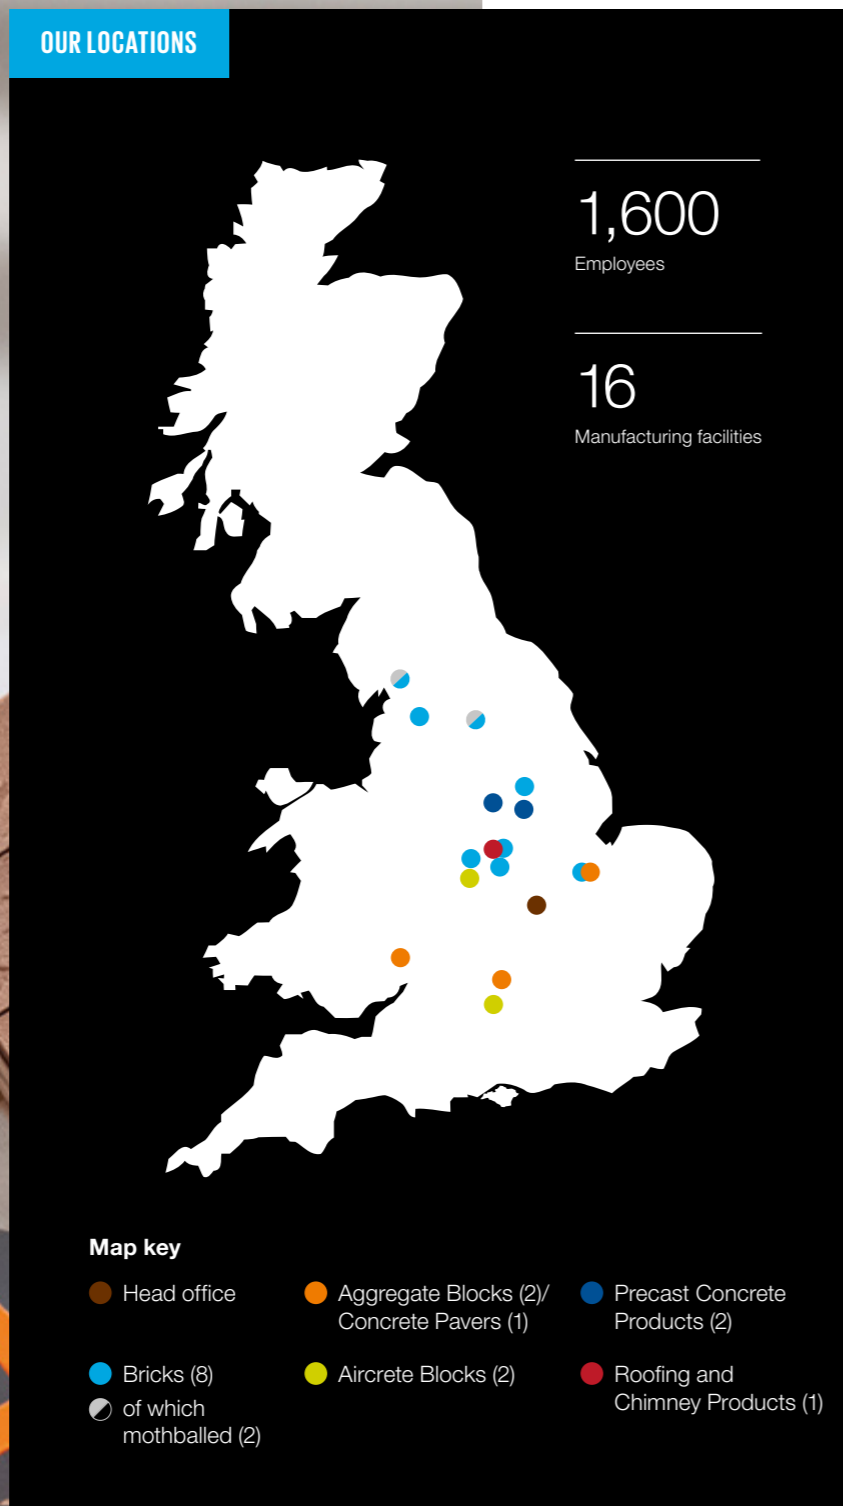 OUR LOCATIONS
1,600
Employees
16
Manufacturing facilities
Map key
Head office
Aggregate Blocks (2)/
Concrete Pavers (1)
Precast Concrete
Products (2)
Bricks (8)
of which
mothballed (2)
Aircrete Blocks (2)
Roofing and
Chimney Products (1)